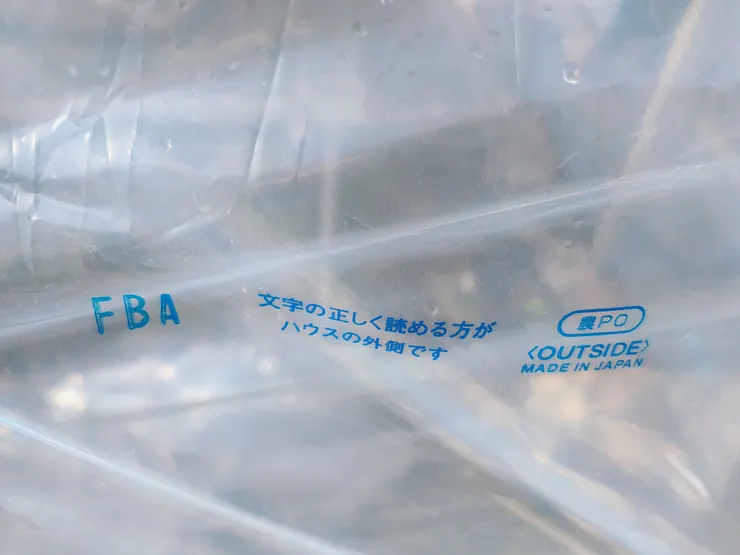 FBA
文字の正しく読める方が
ハウスの外側です
農PO
〈OUTSIDE〉
MADE IN JAPAN